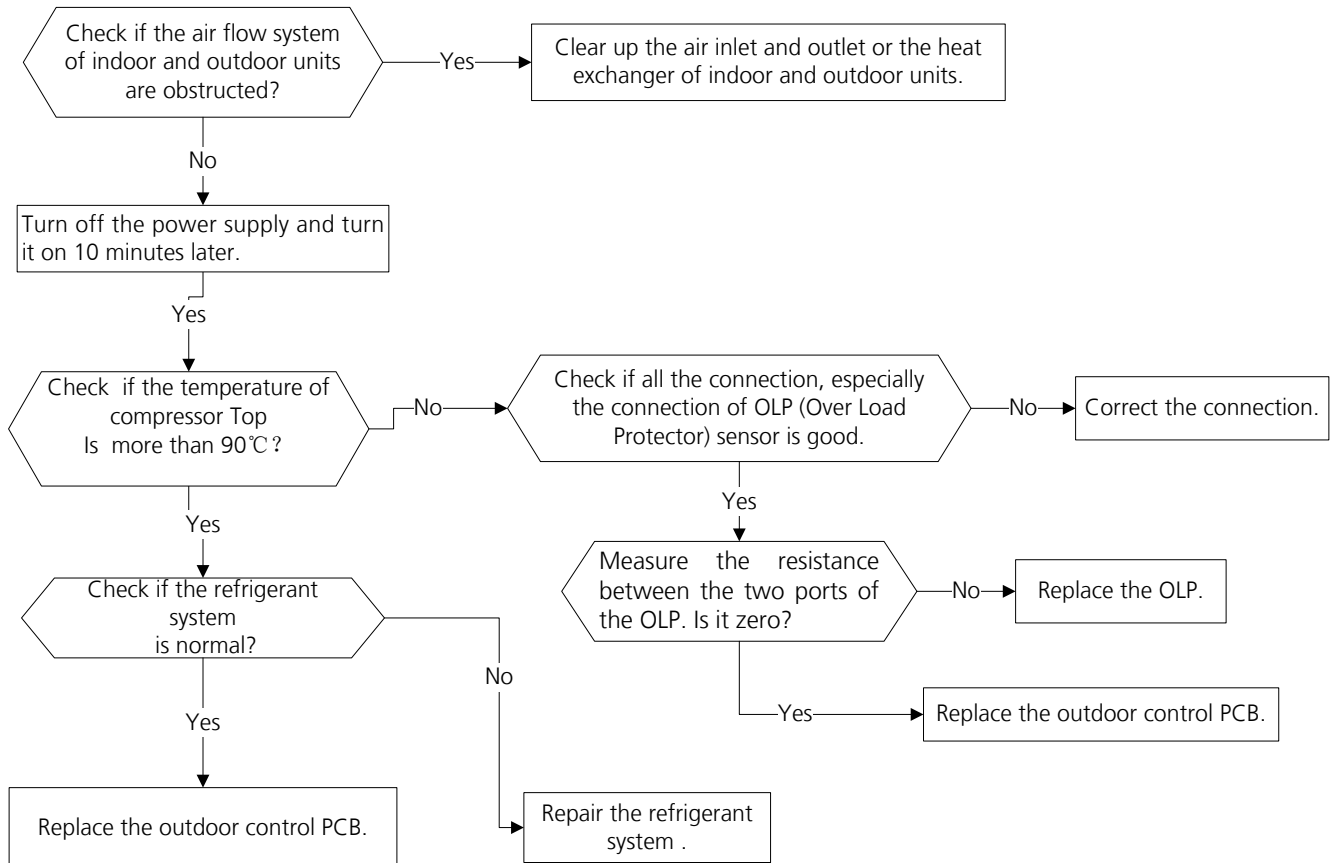 Check if the air flow system
of indoor and outdoor units
are obstructed?
Yes
Clear up the air inlet and outlet or the heat
exchanger of indoor and outdoor units.
No
Turn off the power supply and turn
it on 10 minutes later.
Yes
Check if the temperature of
compressor Top
Is more than 90℃?
No
Check if all the connection, especially
the connection of OLP (Over Load
Protector) sensor is good.
No
Correct the connection.
Yes
Yes
Measure the resistance
between the two ports of
the OLP. Is it zero?
No
Replace the OLP.
Check if the refrigerant
system
is normal?
No
Yes
Yes
Replace the outdoor control PCB.
Replace the outdoor control PCB.
Repair the refrigerant
system .